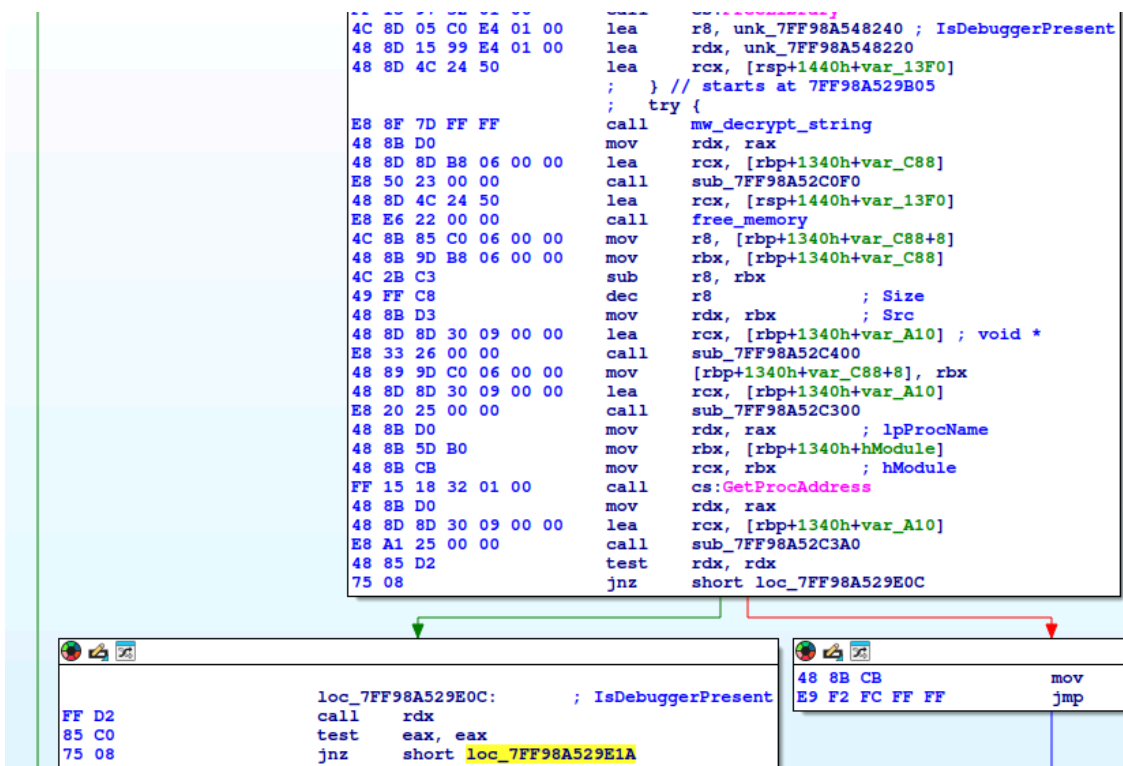 4C 8D 05 C0 E4 01 00 lea r8, unk_7FF98A548240 ; IsDebuggerPresent
48 8D 15 99 E4 01 00 lea rdx, unk_7FF98A548220
48 8D 4C 24 50 lea rcx, [rsp+1440h+var_13F0]
; } // starts at 7FF98A529B05
; try {
E8 8F 7D FF FF call mw_decrypt_string
48 8B D0 mov rdx, rax
48 8D 8D B8 06 00 00 lea rcx, [rbp+1340h+var_C88]
E8 50 23 00 00 call sub_7FF98A52C0F0
48 8D 4C 24 50 lea rcx, [rsp+1440h+var_13F0]
E8 E6 22 00 00 call free_memory
4C 8B 85 C0 06 00 00 mov r8, [rbp+1340h+var_C88+8]
48 8B 9D B8 06 00 00 mov rbx, [rbp+1340h+var_C88]
4C 2B C3 sub r8, rbx
49 FF C8 dec r8 ; Size
48 8B D3 mov rdx, rbx ; Src
48 8D 8D 30 09 00 00 lea rcx, [rbp+1340h+var_A10] ; void *
E8 33 26 00 00 call sub_7FF98A52C400
48 89 9D C0 06 00 00 mov [rbp+1340h+var_C88+8], rbx
48 8D 8D 30 09 00 00 lea rcx, [rbp+1340h+var_A10]
E8 20 25 00 00 call sub_7FF98A52C300
48 8B D0 mov rdx, rax ; lpProcName
48 8B 5D B0 mov rbx, [rbp+1340h+hModule]
48 8B CB mov rcx, rbx ; hModule
FF 15 18 32 01 00 call cs:GetProcAddress
48 8B D0 mov rdx, rax
48 8D 8D 30 09 00 00 lea rcx, [rbp+1340h+var_A10]
E8 A1 25 00 00 call sub_7FF98A52C3A0
48 85 D2 test rdx, rdx
75 08 jnz short loc_7FF98A529E0C
loc_7FF98A529E0C: ; IsDebuggerPresent
FF D2 call rdx
85 C0 test eax, eax
75 08 jnz short loc_7FF98A529E1A
48 8B CB mov
E9 F2 FC FF FF jmp